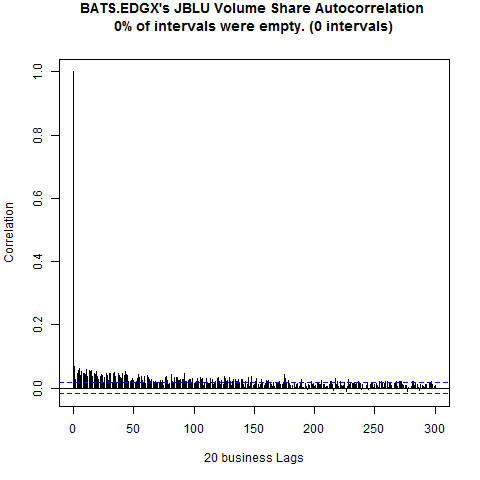 BATS.EDGX's JBLU Volume Share Autocorrelation
0% of intervals were empty. (0 intervals)
Correlation
1.0
0.8
0.6
0.4
0.2
0.0
0 50 100 150 200 250 300
20 business Lags